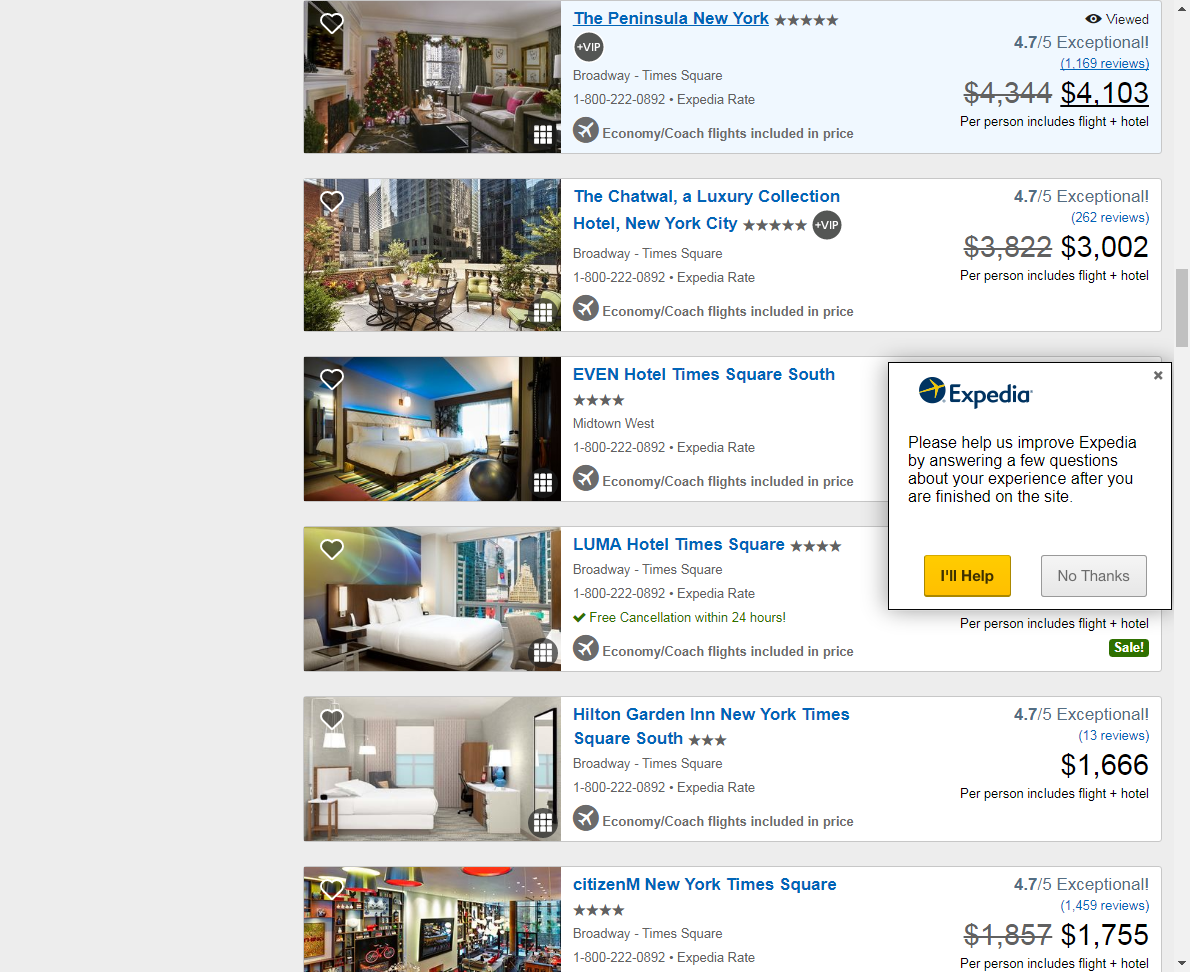 The Peninsula New York
Viewed
+VIP
4.7/5 Exceptional!
(1,169 reviews)
Broadway - Times Square
1-800-222-0892 • Expedia Rate
$4,344 $4,103
Per person includes flight + hotel
Economy/Coach flights included in price
The Chatwal, a Luxury Collection
Hotel, New York City
+VIP
4.7/5 Exceptional!
(262 reviews)
Broadway - Times Square
1-800-222-0892 • Expedia Rate
$3,822 $3,002
Per person includes flight + hotel
Economy/Coach flights included in price
EVEN Hotel Times Square South
Midtown West
1-800-222-0892 • Expedia Rate
Economy/Coach flights included in price
Expedia
Please help us improve Expedia
by answering a few questions
about your experience after you
are finished on the site.
I'll Help
No Thanks
LUMA Hotel Times Square
Broadway - Times Square
1-800-222-0892 • Expedia Rate
Free Cancellation within 24 hours!
Economy/Coach flights included in price
Per person includes flight + hotel
Sale!
Hilton Garden Inn New York Times
Square South
Broadway - Times Square
1-800-222-0892 • Expedia Rate
Economy/Coach flights included in price
4.7/5 Exceptional!
(13 reviews)
$1,666
Per person includes flight + hotel
citizenM New York Times Square
Broadway - Times Square
1-800-222-0892 • Expedia Rate
4.7/5 Exceptional!
(1,459 reviews)
$1,857 $1,755
Per person includes flight + hotel